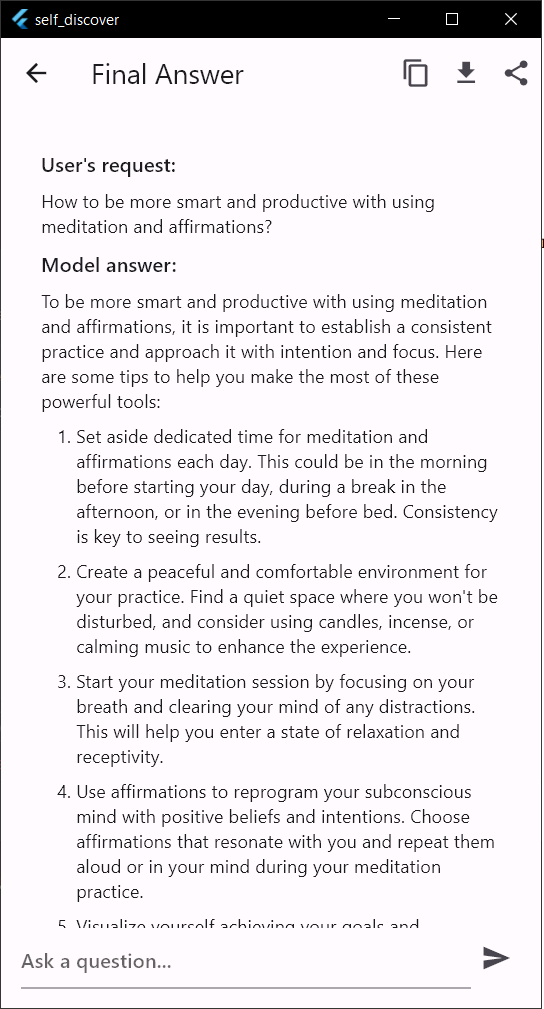 self_discover
Final Answer
User's request:
How to be more smart and productive with using
meditation and affirmations?
Model answer:
To be more smart and productive with using meditation
and affirmations, it is important to establish a consistent
practice and approach it with intention and focus. Here
are some tips to help you make the most of these
powerful tools:
1. Set aside dedicated time for meditation and
affirmations each day. This could be in the morning
before starting your day, during a break in the
afternoon, or in the evening before bed. Consistency
is key to seeing results.
2. Create a peaceful and comfortable environment for
your practice. Find a quiet space where you won't be
disturbed, and consider using candles, incense, or
calming music to enhance the experience.
3. Start your meditation session by focusing on your
breath and clearing your mind of any distractions.
This will help you enter a state of relaxation and
receptivity.
4. Use affirmations to reprogram your subconscious
mind with positive beliefs and intentions. Choose
affirmations that resonate with you and repeat them
aloud or in your mind during your meditation
practice.
5. Visualize yourself achieving your goals and
Ask a question...